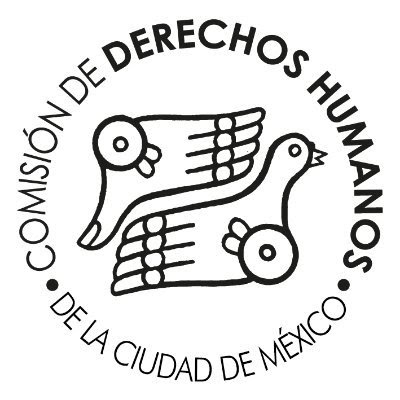 COMISIÓN DE DERECHOS HUMANOS
• DE LA CIUDAD DE MÉXICO •